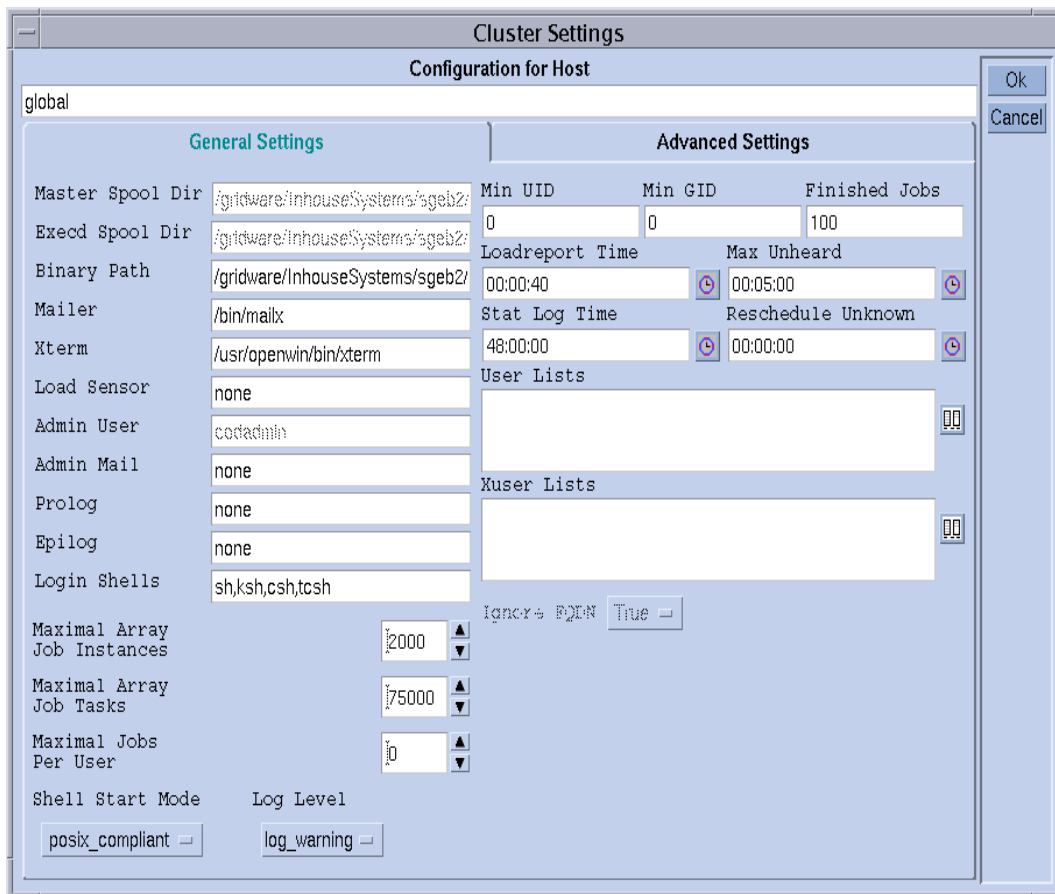 Cluster Settings
Configuration for Host
global
Ok
Cancel
General Settings
Advanced Settings
Master Spool Dir /gridware/InhouseSystems/sgeb2/
Execd Spool Dir /gridware/InhouseSystems/sgeb2/
Binary Path /gridware/InhouseSystems/sgeb2/
Mailer /bin/mailx
Xterm /usr/openwin/bin/xterm
Load Sensor none
Admin User codadmin
Admin Mail none
Prolog none
Epilog none
Login Shells sh,ksh,csh,tcsh
Maximal Array
Job Instances 2000
Maximal Array
Job Tasks 75000
Maximal Jobs
Per User 0
Shell Start Mode Log Level
posix_compliant log_warning
Min UID Min GID Finished Jobs
0 0 100
Loadreport Time Max Unheard
00:00:40 00:05:00
Stat Log Time Reschedule Unknown
48:00:00 00:00:00
User Lists
Xuser Lists
Ignore FQDN True